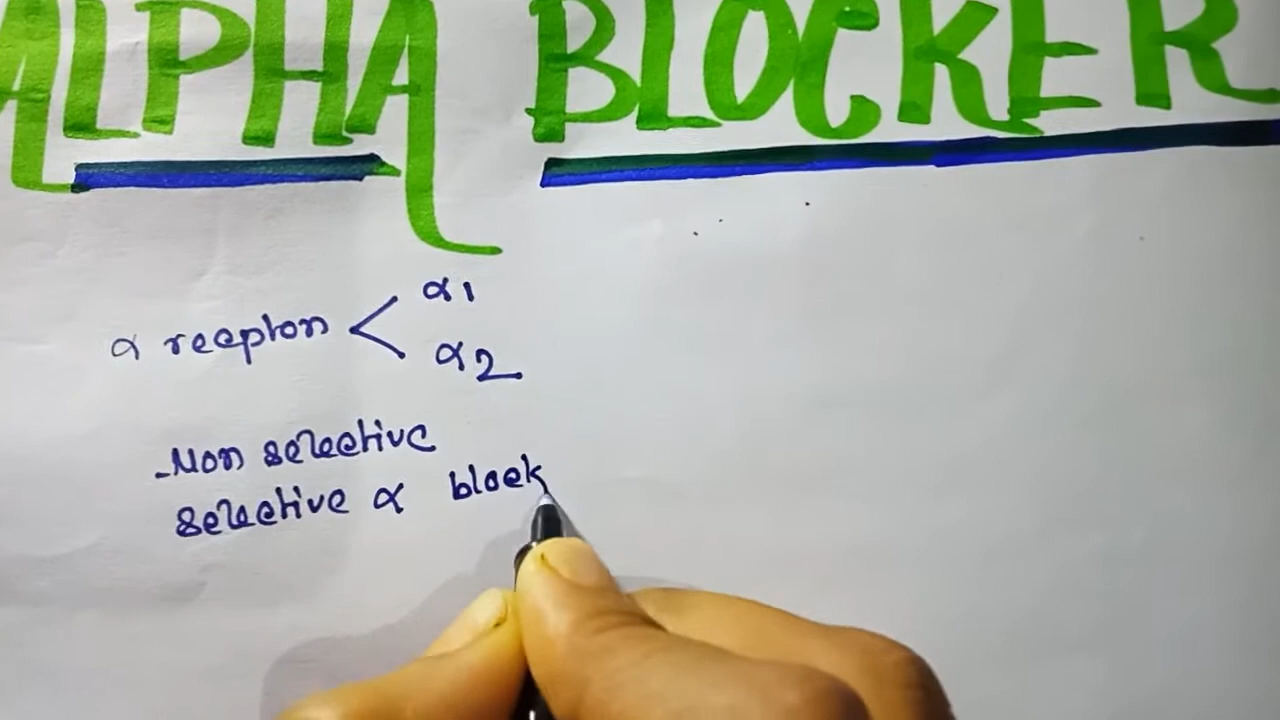 ALPHA BLOCKER
α receptor
α1
α2
-Non selective
selective α block